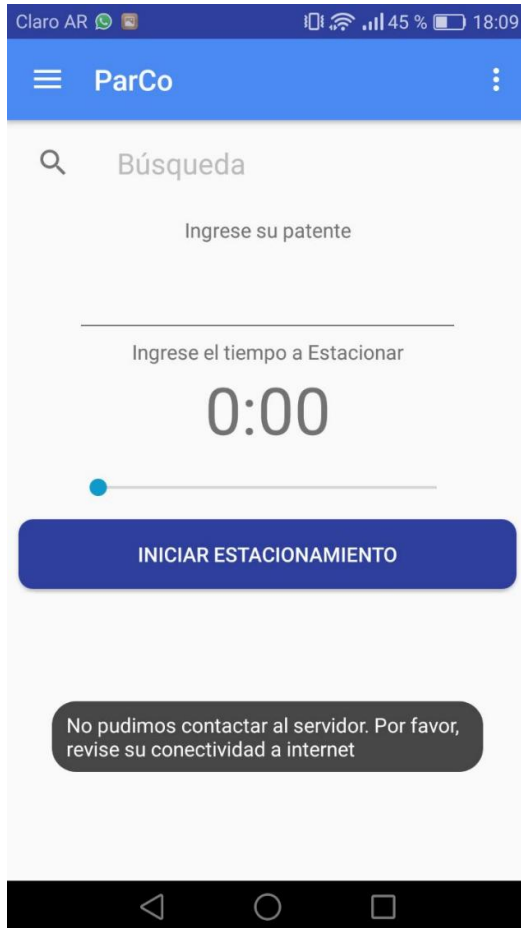 Claro AR 45 % 18:09
ParCo
Búsqueda
Ingrese su patente
Ingrese el tiempo a Estacionar
0:00
INICIAR ESTACIONAMIENTO
No pudimos contactar al servidor. Por favor,
revise su conectividad a internet